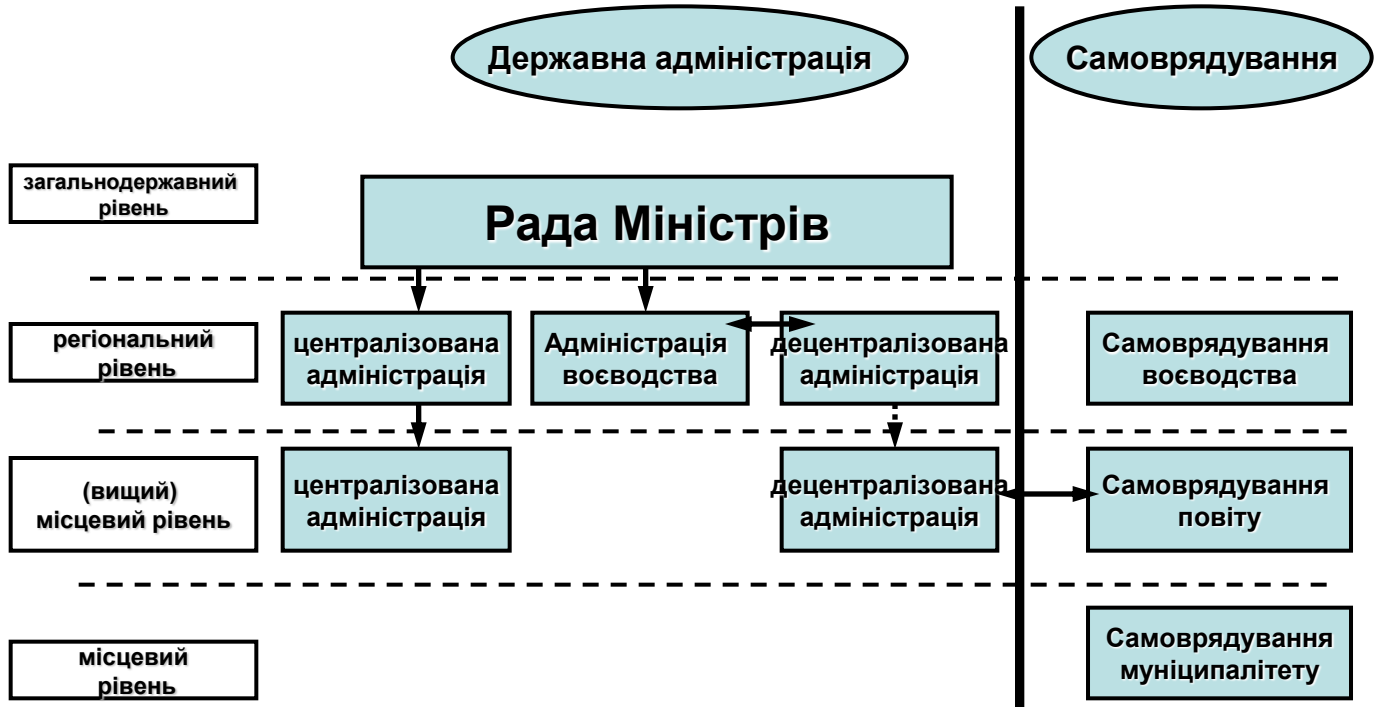 Державна адміністрація
Самоврядування
загальнодержавний
рівень
Рада Міністрів
регіональний
рівень
централізована
адміністрація
Адміністрація
воєводства
децентралізована
адміністрація
Самоврядування
воєводства
(вищий)
місцевий рівень
централізована
адміністрація
децентралізована
адміністрація
Самоврядування
повіту
місцевий
рівень
Самоврядування
муніципалітету